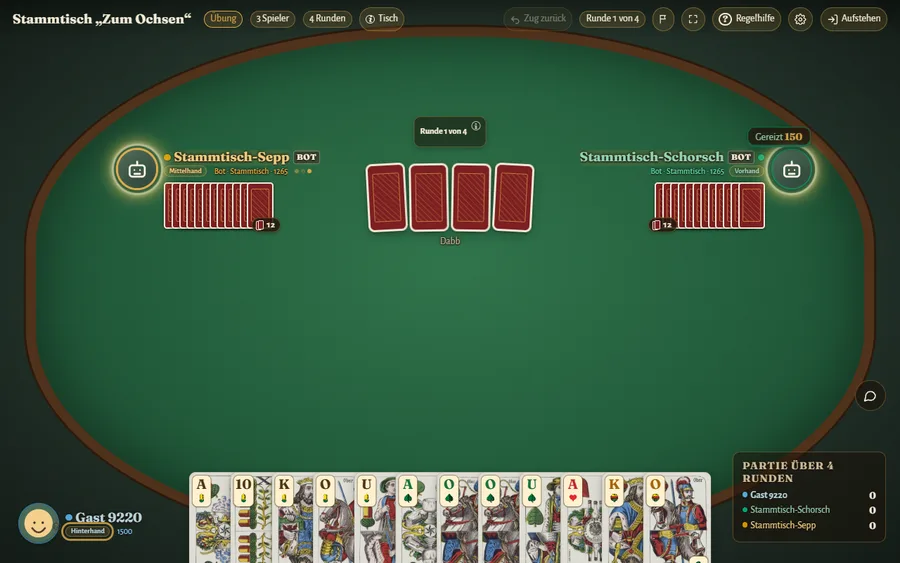 Stammtisch „Zum Ochsen“
Übung
3 Spieler
4 Runden
Tisch
Zug zurück
Runde 1 von 4
Regelhilfe
Aufstehen
Runde 1 von 4
Gereizt 150
Stammtisch-Sepp BOT
Mittelhand Bot · Stammtisch · 1265
12
Dabb
Stammtisch-Schorsch BOT
Bot · Stammtisch · 1265 Vorhand
12
A 10 K O U A O O U A K O
Gast 9220
Hinterhand 1500
PARTIE ÜBER 4
RUNDEN
Gast 9220 0
Stammtisch-Schorsch 0
Stammtisch-Sepp 0